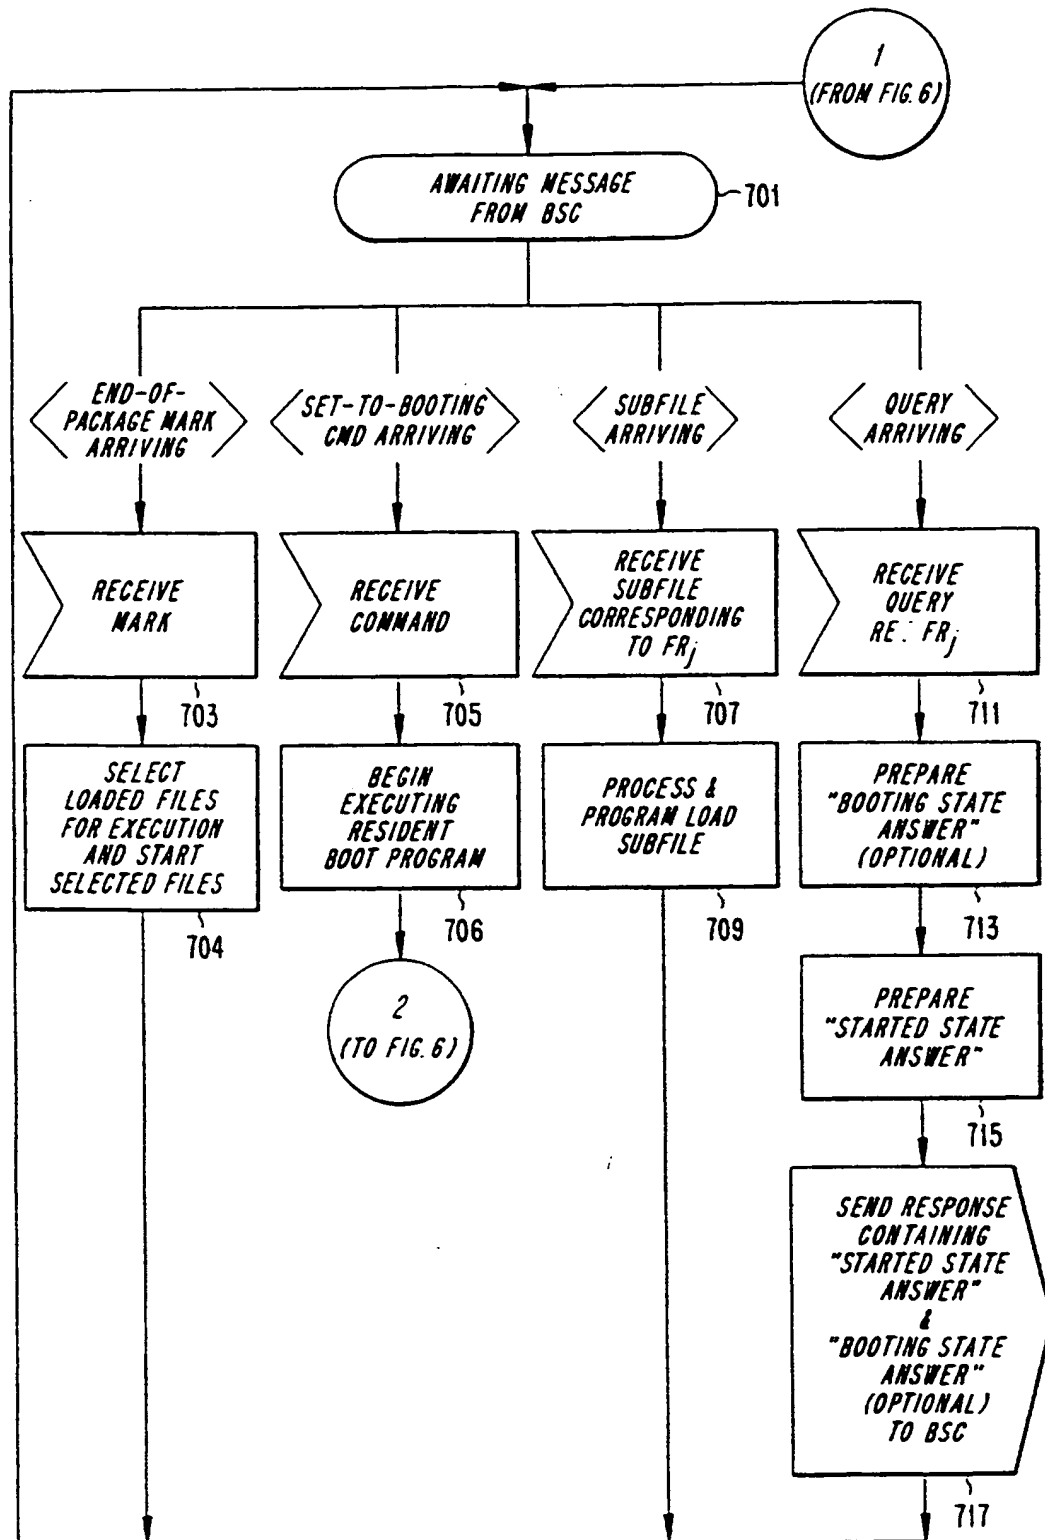 1
(FROM FIG. 6)
AWAITING MESSAGE
FROM BSC
701
END-OF-
PACKAGE MARK
ARRIVING
SET-TO-BOOTING
CMD ARRIVING
SUBFILE
ARRIVING
QUERY
ARRIVING
RECEIVE
MARK
703
RECEIVE
COMMAND
705
RECEIVE
SUBFILE
CORRESPONDING
TO FRj
707
RECEIVE
QUERY
RE: FRj
711
SELECT
LOADED FILES
FOR EXECUTION
AND START
SELECTED FILES
704
BEGIN
EXECUTING
RESIDENT
BOOT PROGRAM
706
PROCESS &
PROGRAM LOAD
SUBFILE
709
PREPARE
"BOOTING STATE
ANSWER"
(OPTIONAL)
713
2
(TO FIG. 6)
PREPARE
"STARTED STATE
ANSWER"
715
SEND RESPONSE
CONTAINING
"STARTED STATE
ANSWER"
&
"BOOTING STATE
ANSWER"
(OPTIONAL)
TO BSC
717